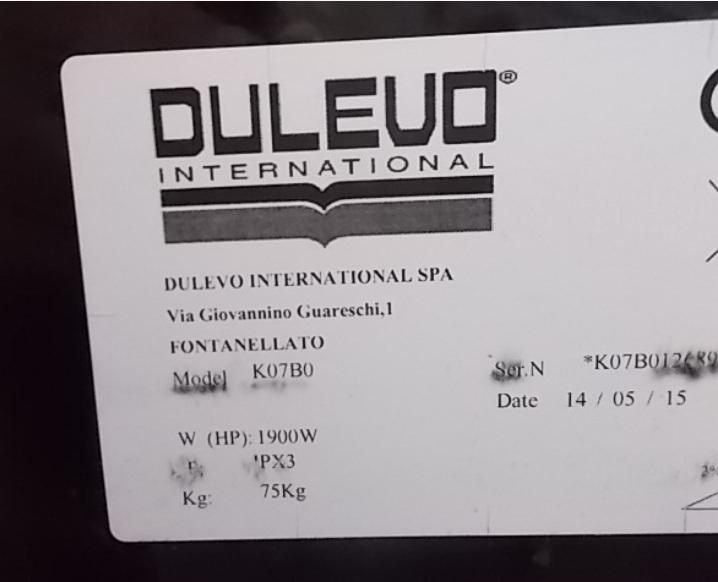 DULEVO®
INTERNATIONAL
DULEVO INTERNATIONAL SPA
Via Giovannino Guareschi,1
FONTANELLATO
Model K07B0
Ser.N
Date 14 / 05 / 15
W (HP): 1900W
Kg: 75Kg